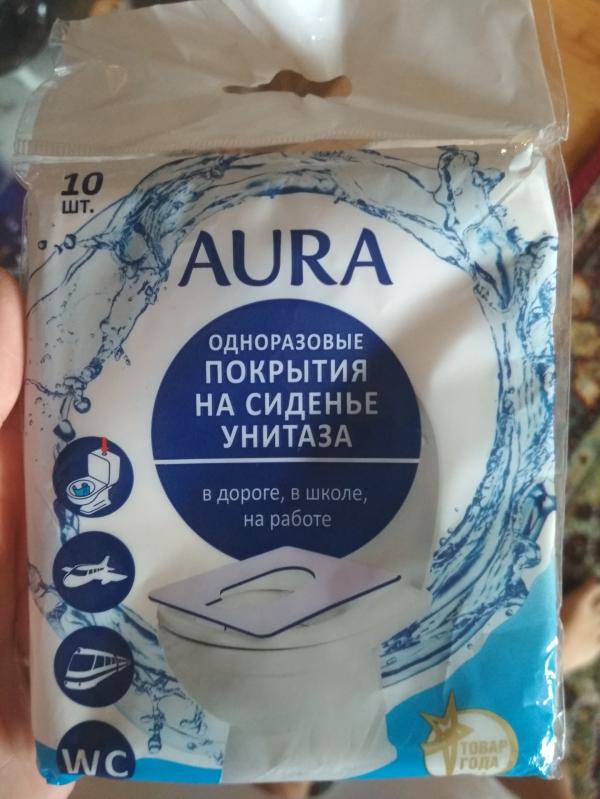 10
ШТ.
AURA
ОДНОРАЗОВЫЕ
ПОКРЫТИЯ
НА СИДЕНЬЕ
УНИТАЗА
в дороге, в школе,
на работе
WC
ТОВАР
ГОДА